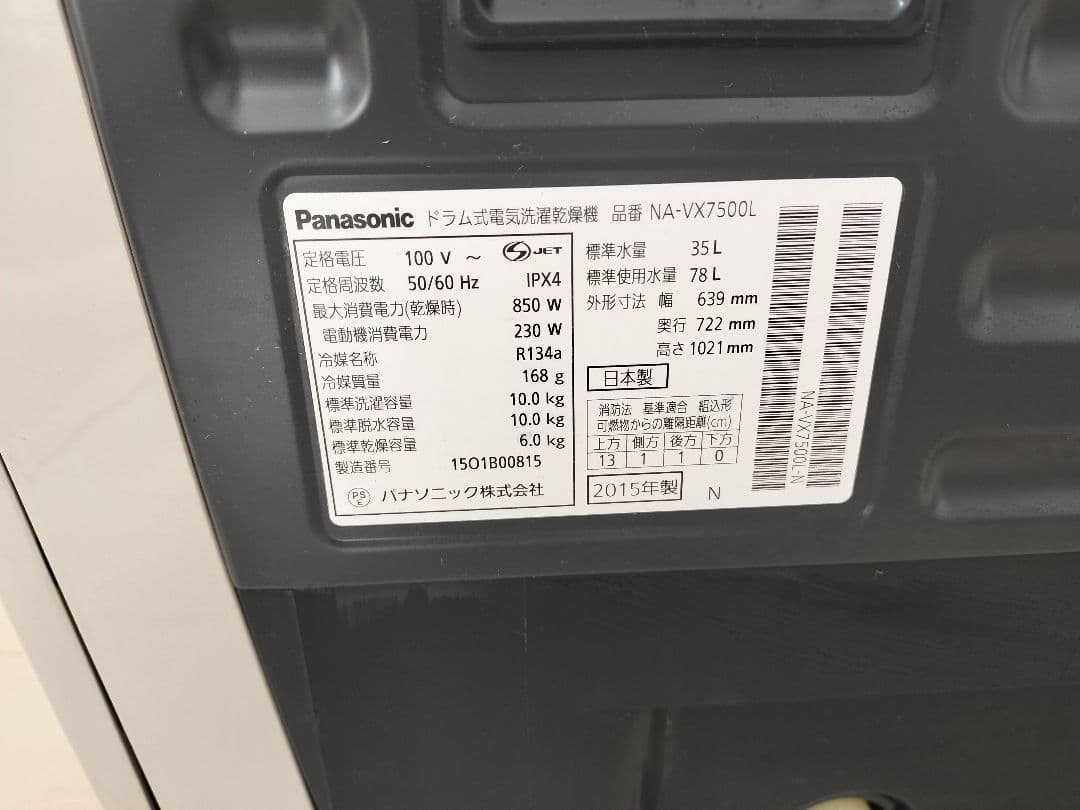 Panasonic ドラム式電気洗濯乾燥機 品番 NA-VX7500L
定格電圧 100 V ～ S JET
定格周波数 50/60 Hz IPX4
最大消費電力(乾燥時) 850 W
電動機消費電力 230 W
冷媒名称 R134a
冷媒質量 168 g
標準洗濯容量 10.0 kg
標準脱水容量 10.0 kg
標準乾燥容量 6.0 kg
製造番号 1501B00815
PS E パナソニック株式会社
標準水量 35 L
標準使用水量 78 L
外形寸法 幅 639 mm
奥行 722 mm
高さ 1021 mm
日本製
消防法 基準適合 組込形
可燃物からの離隔距離(cm)
上方 側方 後方 下方
13 1 1 0
2015年製 N
NA-VX7500L-N